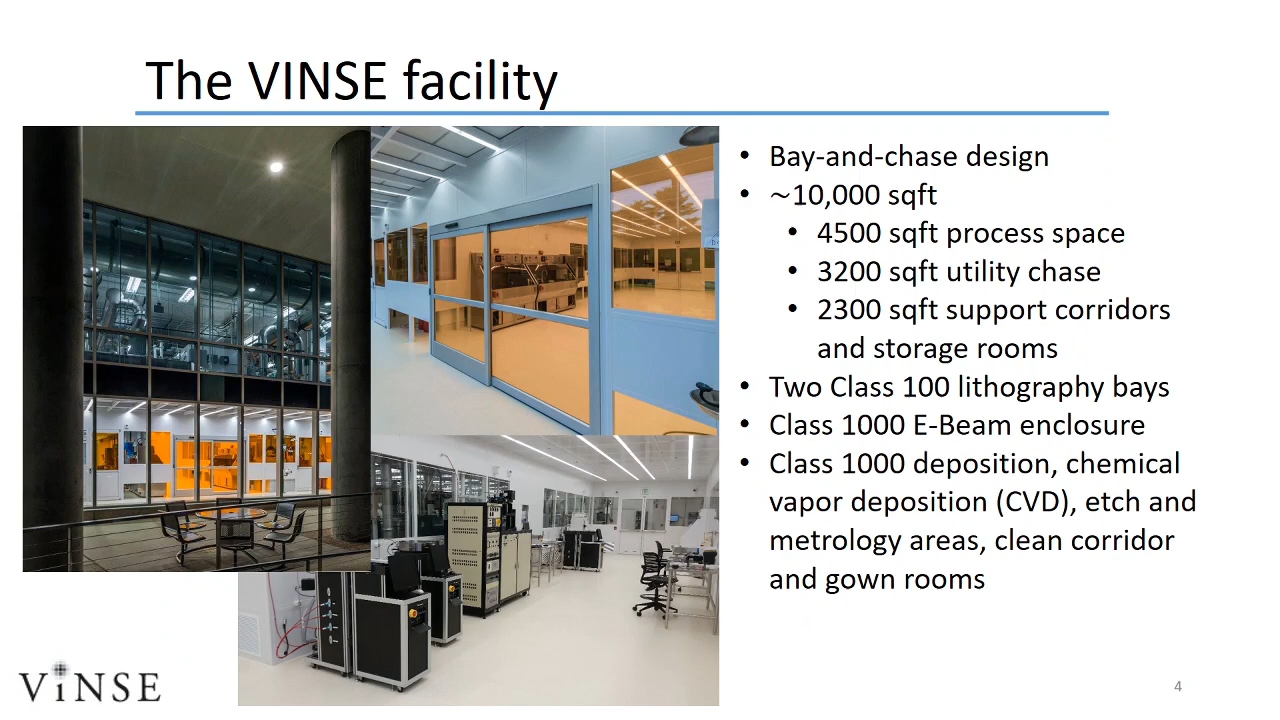 The VINSE facility
• Bay-and-chase design
• ~10,000 sqft
• 4500 sqft process space
• 3200 sqft utility chase
• 2300 sqft support corridors
and storage rooms
• Two Class 100 lithography bays
• Class 1000 E-Beam enclosure
• Class 1000 deposition, chemical
vapor deposition (CVD), etch and
metrology areas, clean corridor
and gown rooms
ViNSE
4